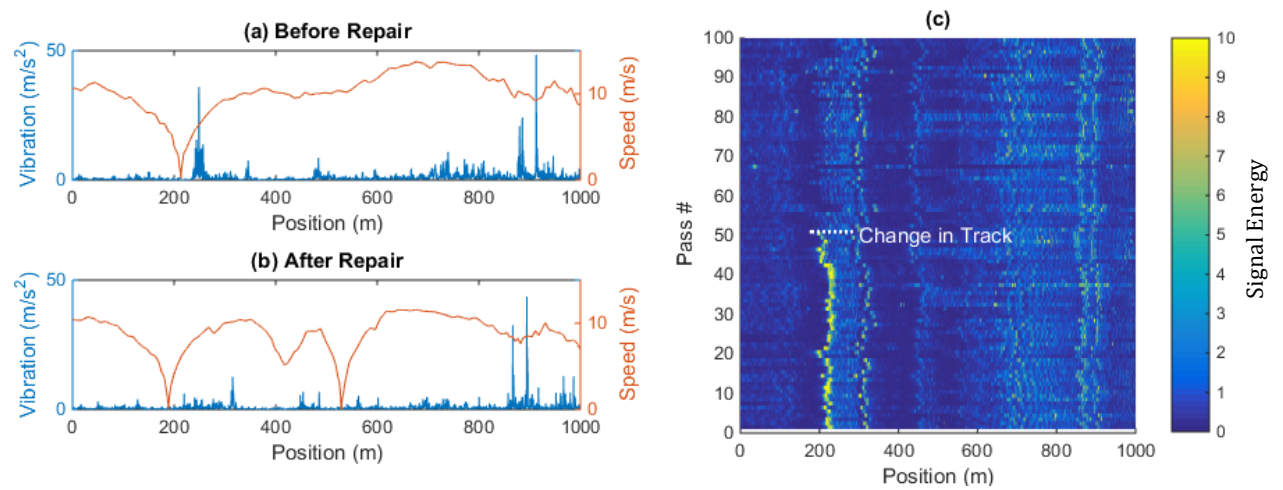 (a) Before Repair
Vibration (m/s²)
50
0
10
0
Speed (m/s)
0 200 400 600 800 1000
Position (m)
(b) After Repair
Vibration (m/s²)
50
0
10
0
Speed (m/s)
0 200 400 600 800 1000
Position (m)
(c)
Pass #
100
90
80
70
60
50
40
30
20
10
0
Change in Track
0 200 400 600 800 1000
Position (m)
10
9
8
7
6
5
4
3
2
1
0
Signal Energy